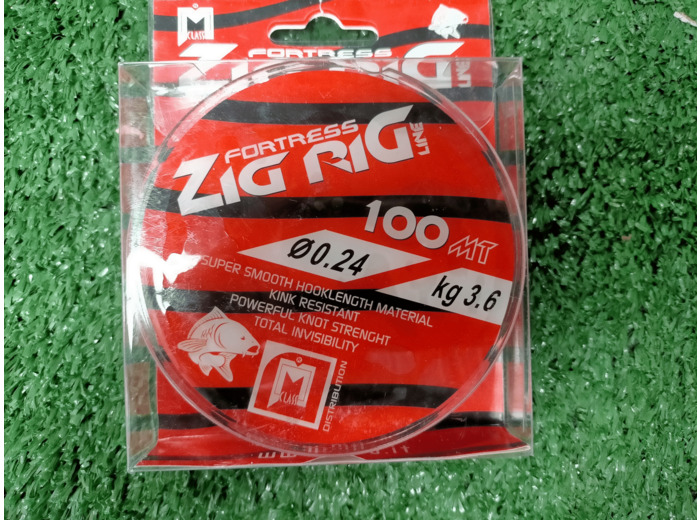 M
CLASS
FORTRESS
ZIG RIG
LINE
FORTRESS
ZIG RIG
LINE
100 MT
Ø0.24
kg 3.6
SUPER SMOOTH HOOKLENGTH MATERIAL
KINK RESISTANT
POWERFUL KNOT STRENGHT
TOTAL INVISIBILITY
M
CLASS
DISTRIBUTION